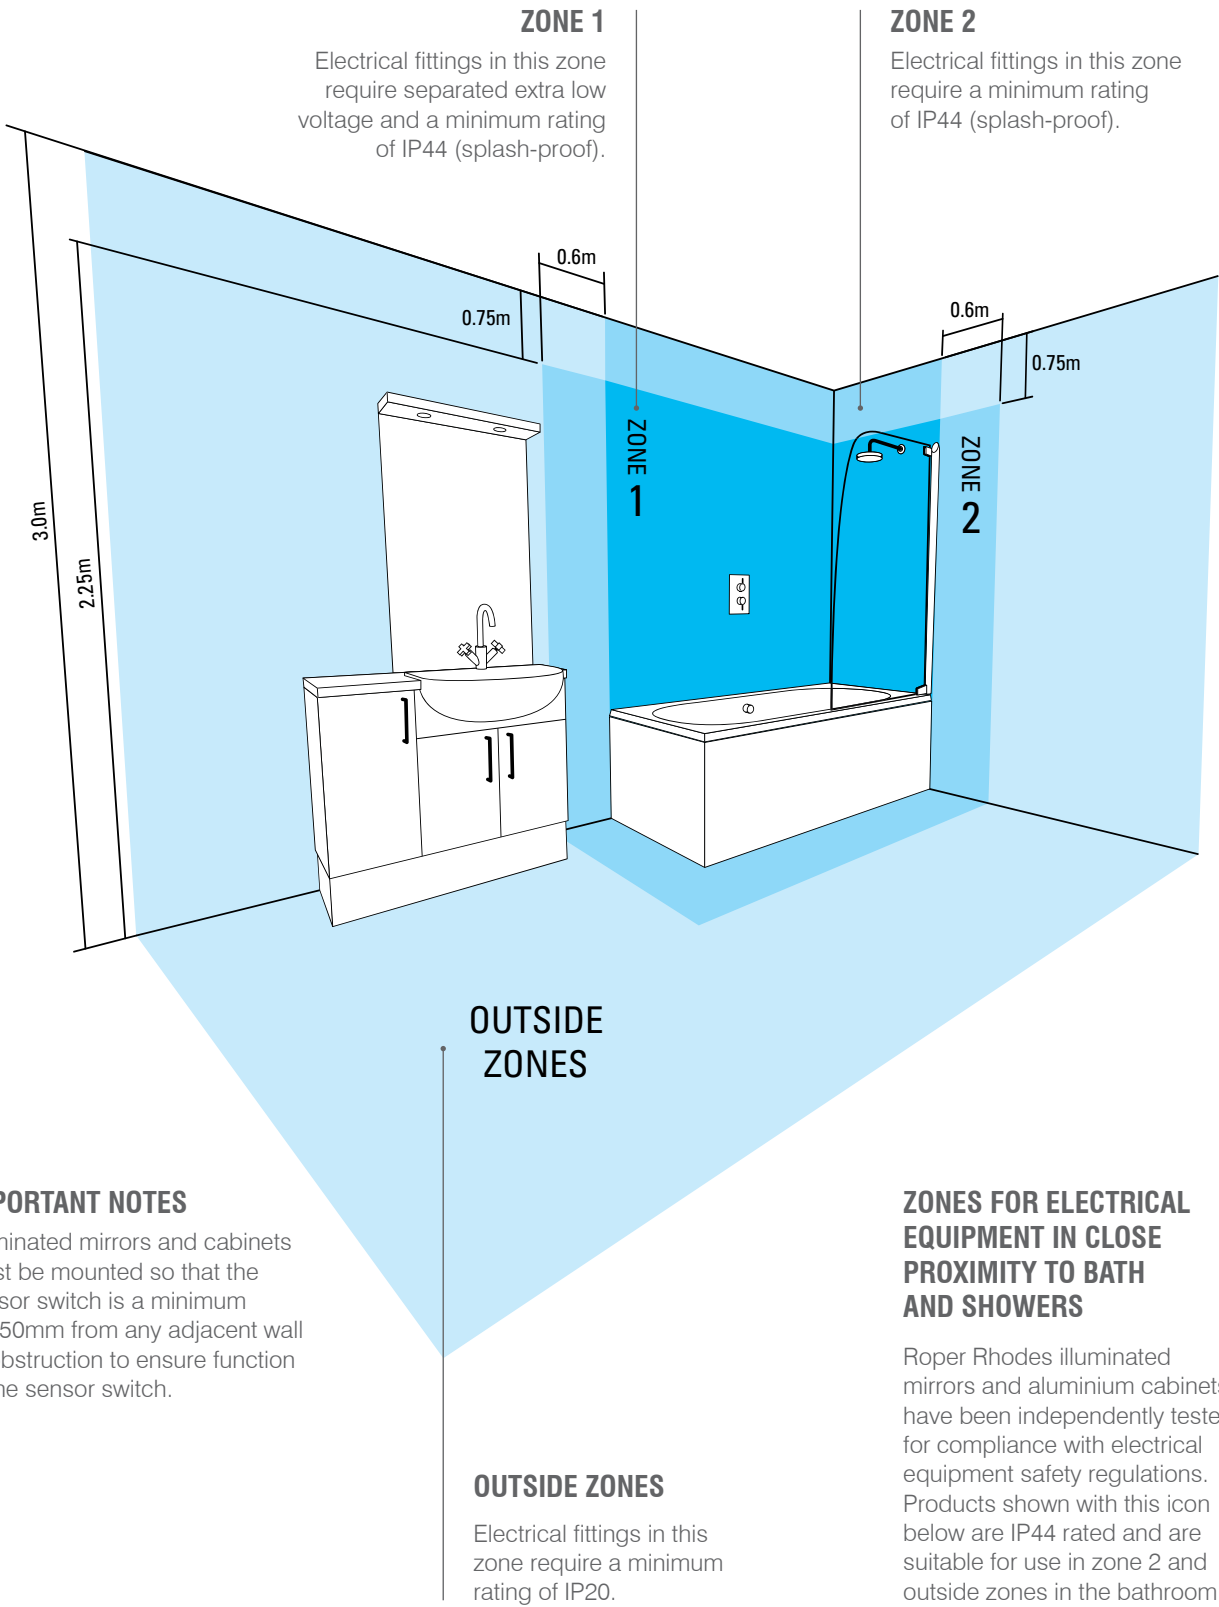 ZONE 1
Electrical fittings in this zone
require separated extra low
voltage and a minimum rating
of IP44 (splash-proof).
ZONE 2
Electrical fittings in this zone
require a minimum rating
of IP44 (splash-proof).
0.6m
0.75m
0.6m
0.75m
3.0m
2.25m
ZONE
1
ZONE
2
OUTSIDE
ZONES
PORTANT NOTES
minated mirrors and cabinets
st be mounted so that the
sor switch is a minimum
50mm from any adjacent wall
bstruction to ensure function
he sensor switch.
OUTSIDE ZONES
Electrical fittings in this
zone require a minimum
rating of IP20.
ZONES FOR ELECTRICAL
EQUIPMENT IN CLOSE
PROXIMITY TO BATH
AND SHOWERS
Roper Rhodes illuminated
mirrors and aluminium cabinets
have been independently teste
for compliance with electrical
equipment safety regulations.
Products shown with this icon
below are IP44 rated and are
suitable for use in zone 2 and
outside zones in the bathroom